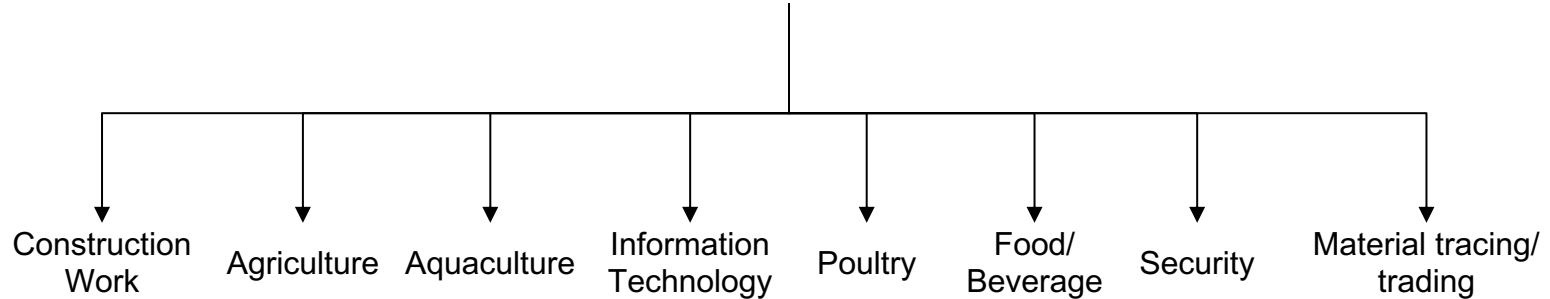 Construction
Work
Agriculture
Aquaculture
Information
Technology
Poultry
Food/
Beverage
Security
Material tracing/
trading